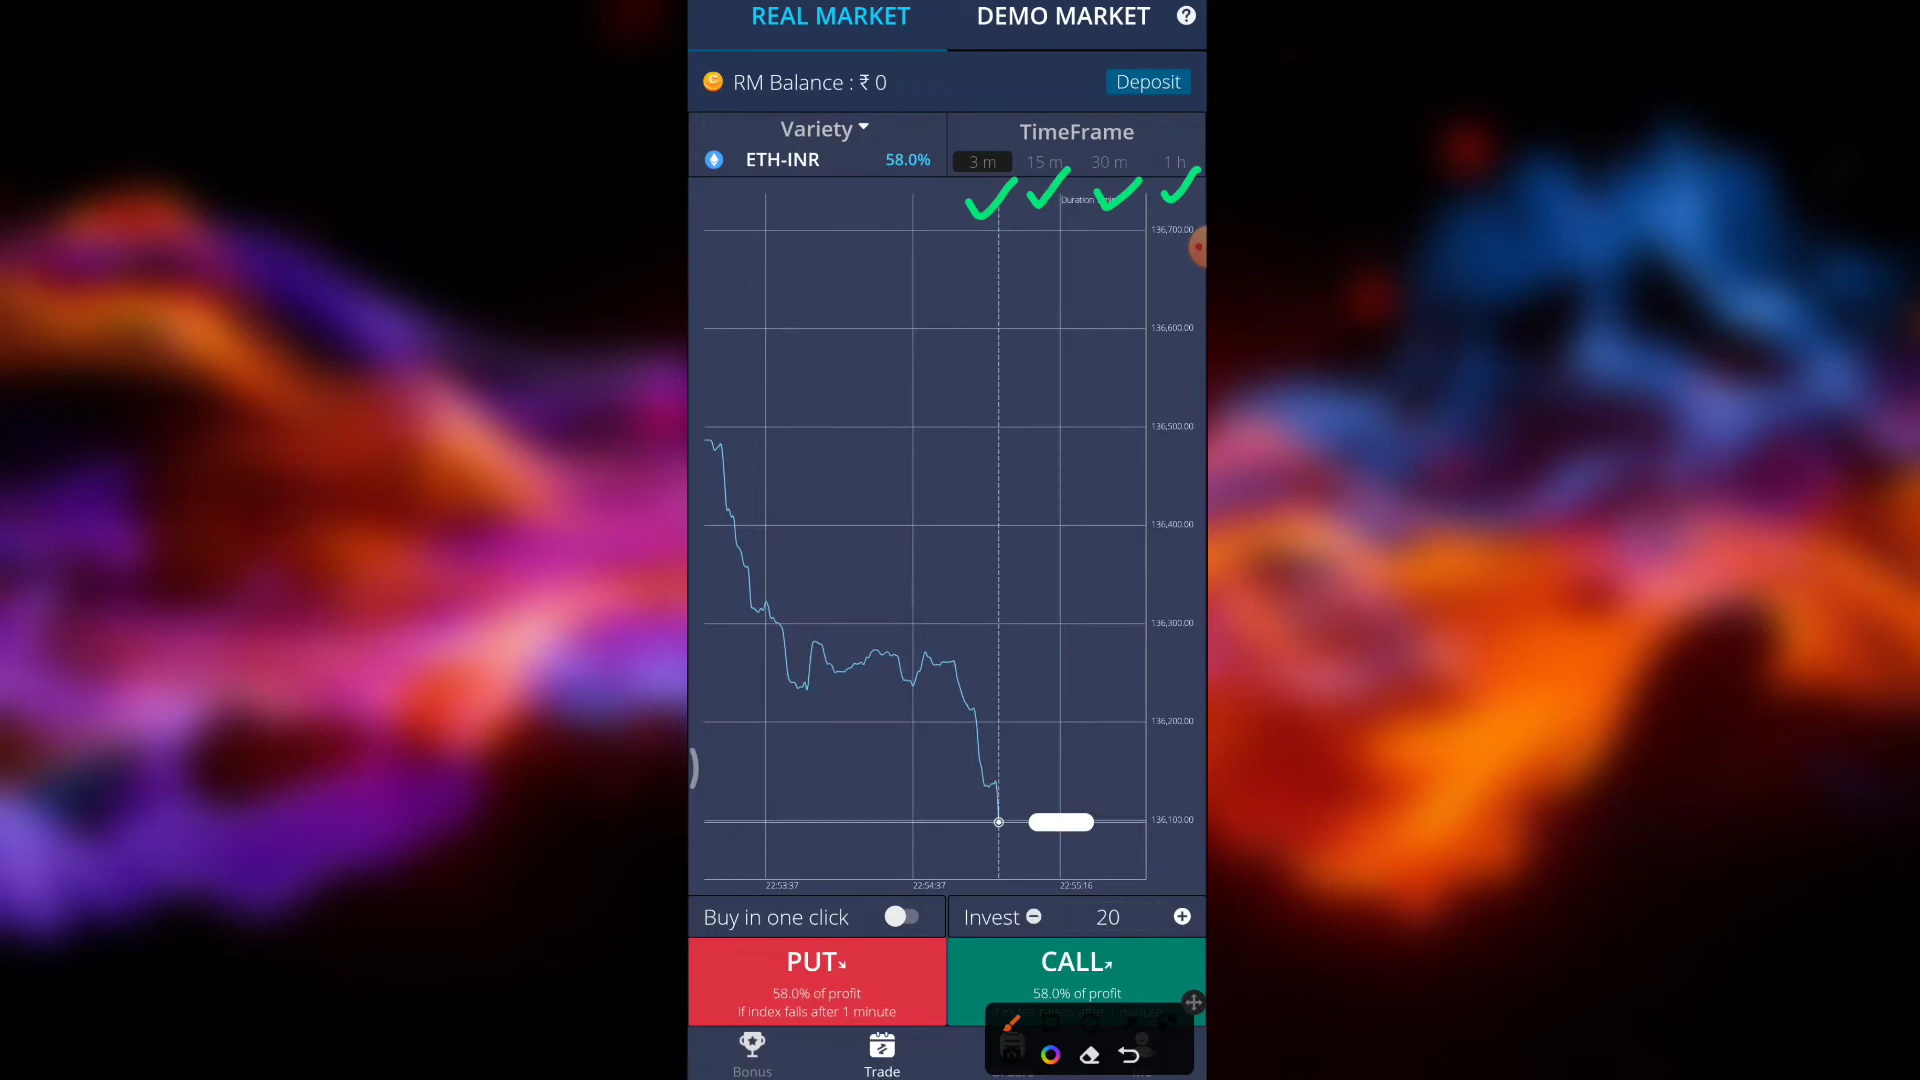 REAL MARKET
DEMO MARKET
RM Balance : ₹ 0
Deposit
Variety
TimeFrame
ETH-INR
58.0%
3 m
15 m
30 m
1 h
Duration
136,700.00
136,600.00
136,500.00
136,400.00
136,300.00
136,200.00
136,100.00
22:53:37
22:54:37
22:55:16
Buy in one click
Invest
20
PUT
CALL
58.0% of profit
58.0% of profit
if index falls after 1 minute
Bonus
Trade